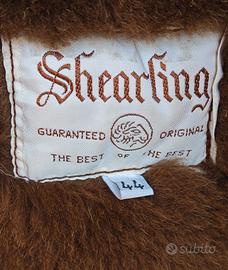 Shearling
GUARANTEED ORIGINAL
THE BEST OF THE BEST
44
subito